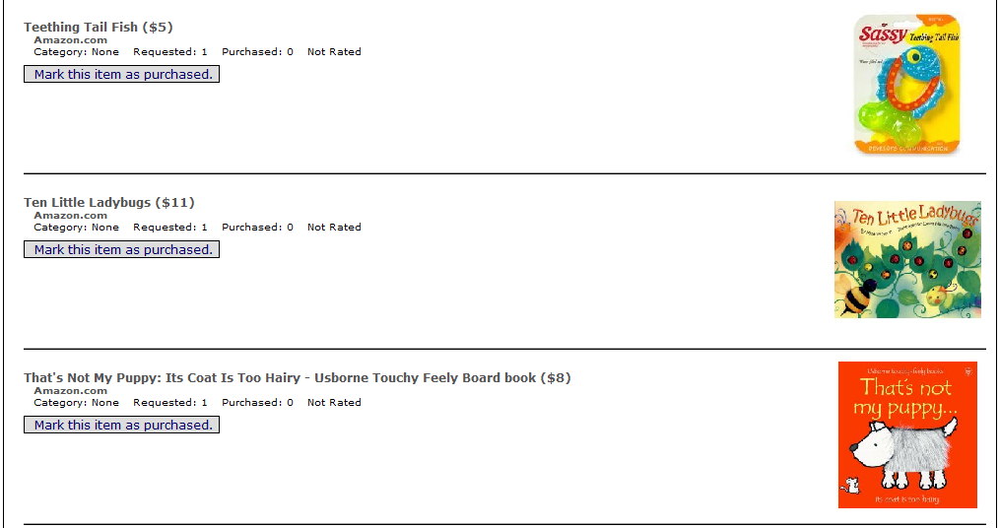 Teething Tail Fish ($5)
Amazon.com
Category: None Requested: 1 Purchased: 0 Not Rated
Mark this item as purchased.
Sassy
Teething Tail Fish
Ten Little Ladybugs ($11)
Amazon.com
Category: None Requested: 1 Purchased: 0 Not Rated
Mark this item as purchased.
Ten Little Ladybugs
That's Not My Puppy: Its Coat Is Too Hairy - Usborne Touchy Feely Board book ($8)
Amazon.com
Category: None Requested: 1 Purchased: 0 Not Rated
Mark this item as purchased.
Usborne touchy-feely books
That's not
my puppy...
Its coat is too hairy.